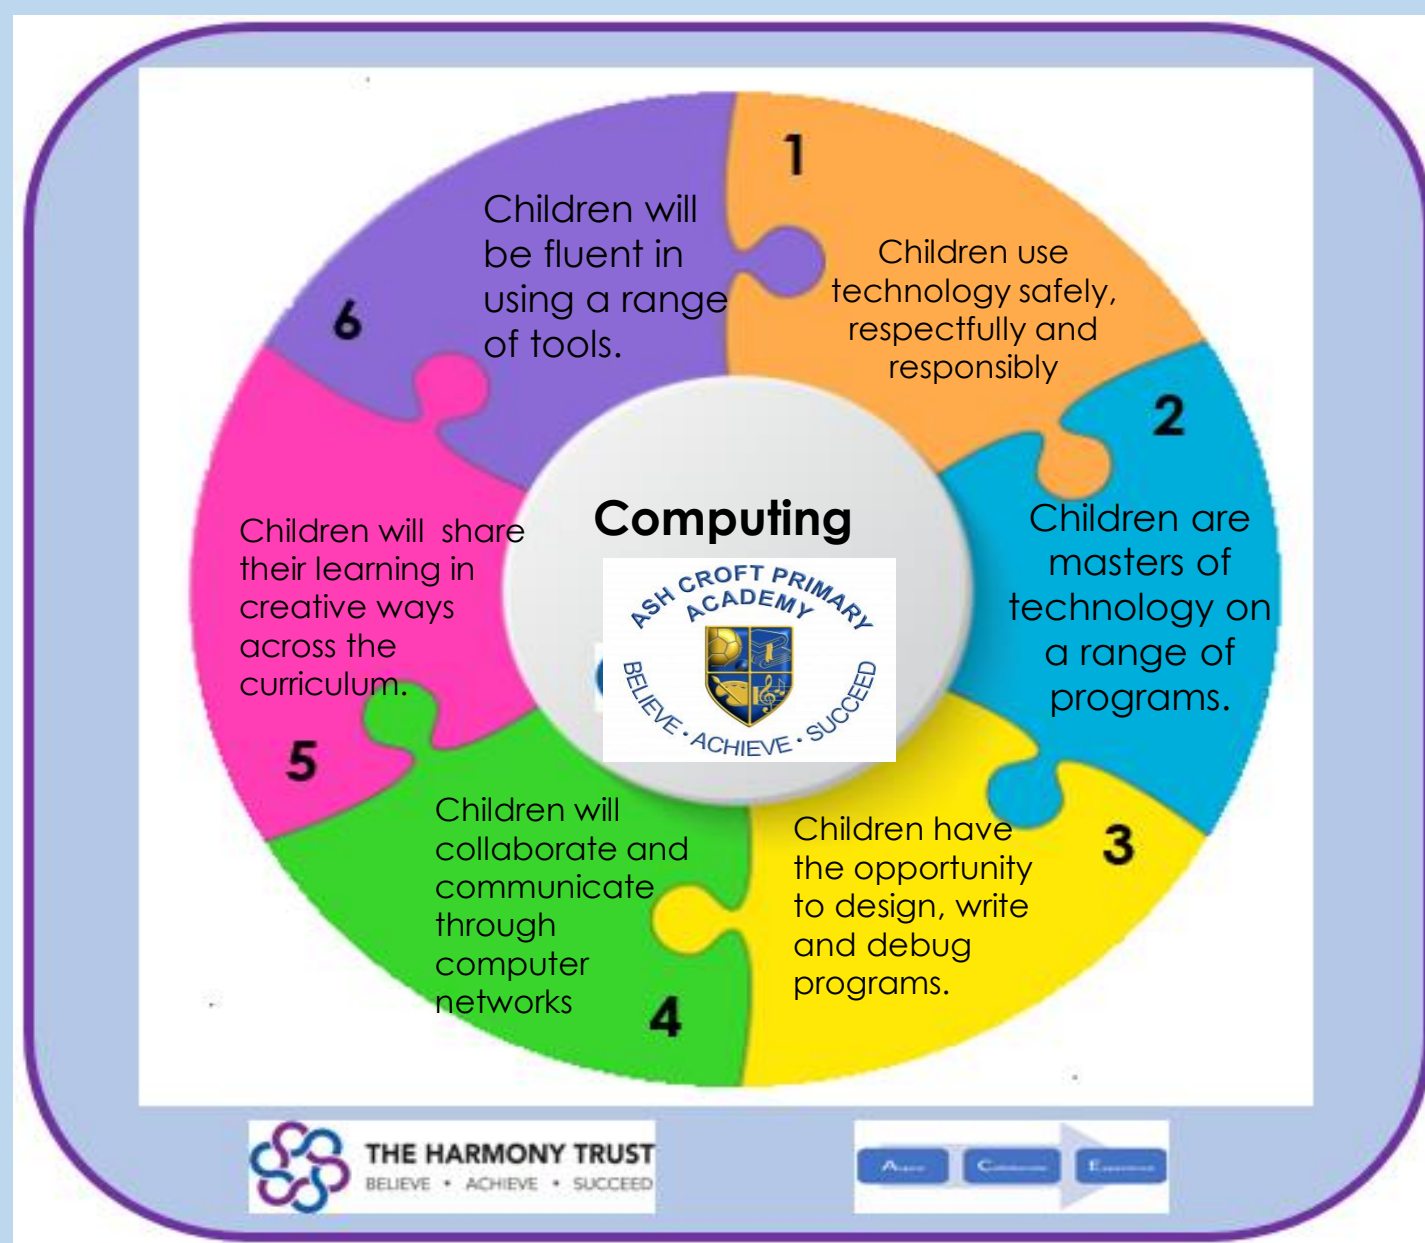 1
Children use
technology safely,
respectfully and
responsibly
2
Children are
masters of
technology on
a range of
programs.
3
Children have
the opportunity
to design, write
and debug
programs.
4
Children will
collaborate and
communicate
through
computer
networks
5
Children will share
their learning in
creative ways
across the
curriculum.
6
Children will
be fluent in
using a range
of tools.
Computing
ASH CROFT PRIMARY
ACADEMY
BELIEVE · ACHIEVE · SUCCEED
THE HARMONY TRUST
BELIEVE • ACHIEVE • SUCCEED